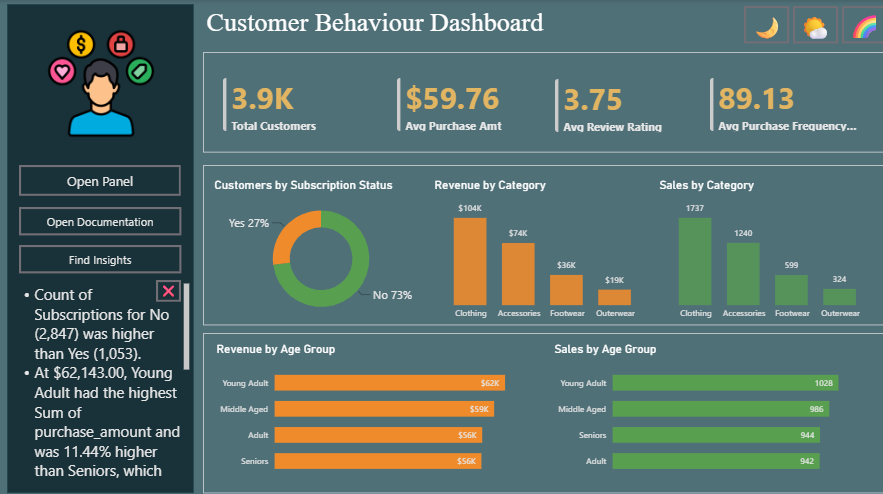 Customer Behaviour Dashboard
3.9K
Total Customers
$59.76
Avg Purchase Amt
3.75
Avg Review Rating
89.13
Avg Purchase Frequency...
Open Panel
Open Documentation
Find Insights
• Count of
Subscriptions for No
(2,847) was higher
than Yes (1,053).
• At $62,143.00, Young
Adult had the highest
Sum of
purchase_amount and
was 11.44% higher
than Seniors, which
Customers by Subscription Status
Yes 27%
No 73%
Revenue by Category
$104K
$74K
$36K
$19K
Clothing Accessories Footwear Outerwear
Sales by Category
1737
1240
599
324
Clothing Accessories Footwear Outerwear
Revenue by Age Group
Young Adult $62K
Middle Aged $59K
Adult $56K
Seniors $56K
Sales by Age Group
Young Adult 1028
Middle Aged 986
Seniors 944
Adult 942